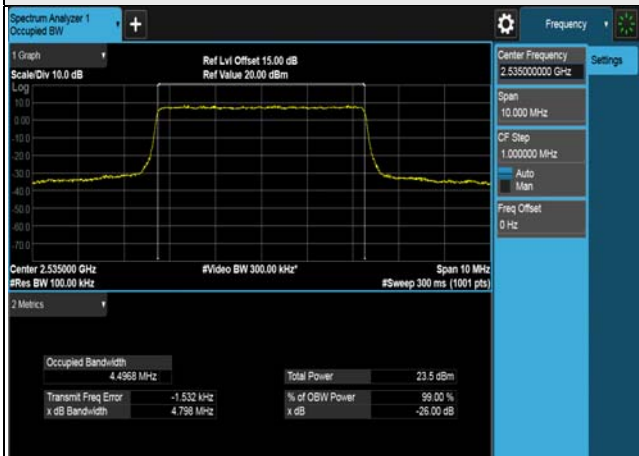 Spectrum Analyzer 1
Occupied BW
+
Frequency
1 Graph
Scale/Div 10.0 dB
Ref Lvl Offset 15.00 dB
Ref Value 20.00 dBm
Log
10.0
0.00
-10.0
-20.0
-30.0
-40.0
-50.0
-60.0
-70.0
Center 2.535000 GHz
#Res BW 100.00 kHz
#Video BW 300.00 kHz*
Span 10 MHz
#Sweep 300 ms (1001 pts)
2 Metrics
Occupied Bandwidth
4.4968 MHz
Transmit Freq Error -1.532 kHz
x dB Bandwidth 4.798 MHz
Total Power 23.5 dBm
% of OBW Power 99.00 %
x dB -26.00 dB
Center Frequency
2.535000000 GHz
Settings
Span
10.000 MHz
CF Step
1.000000 MHz
Auto
Man
Freq Offset
0 Hz